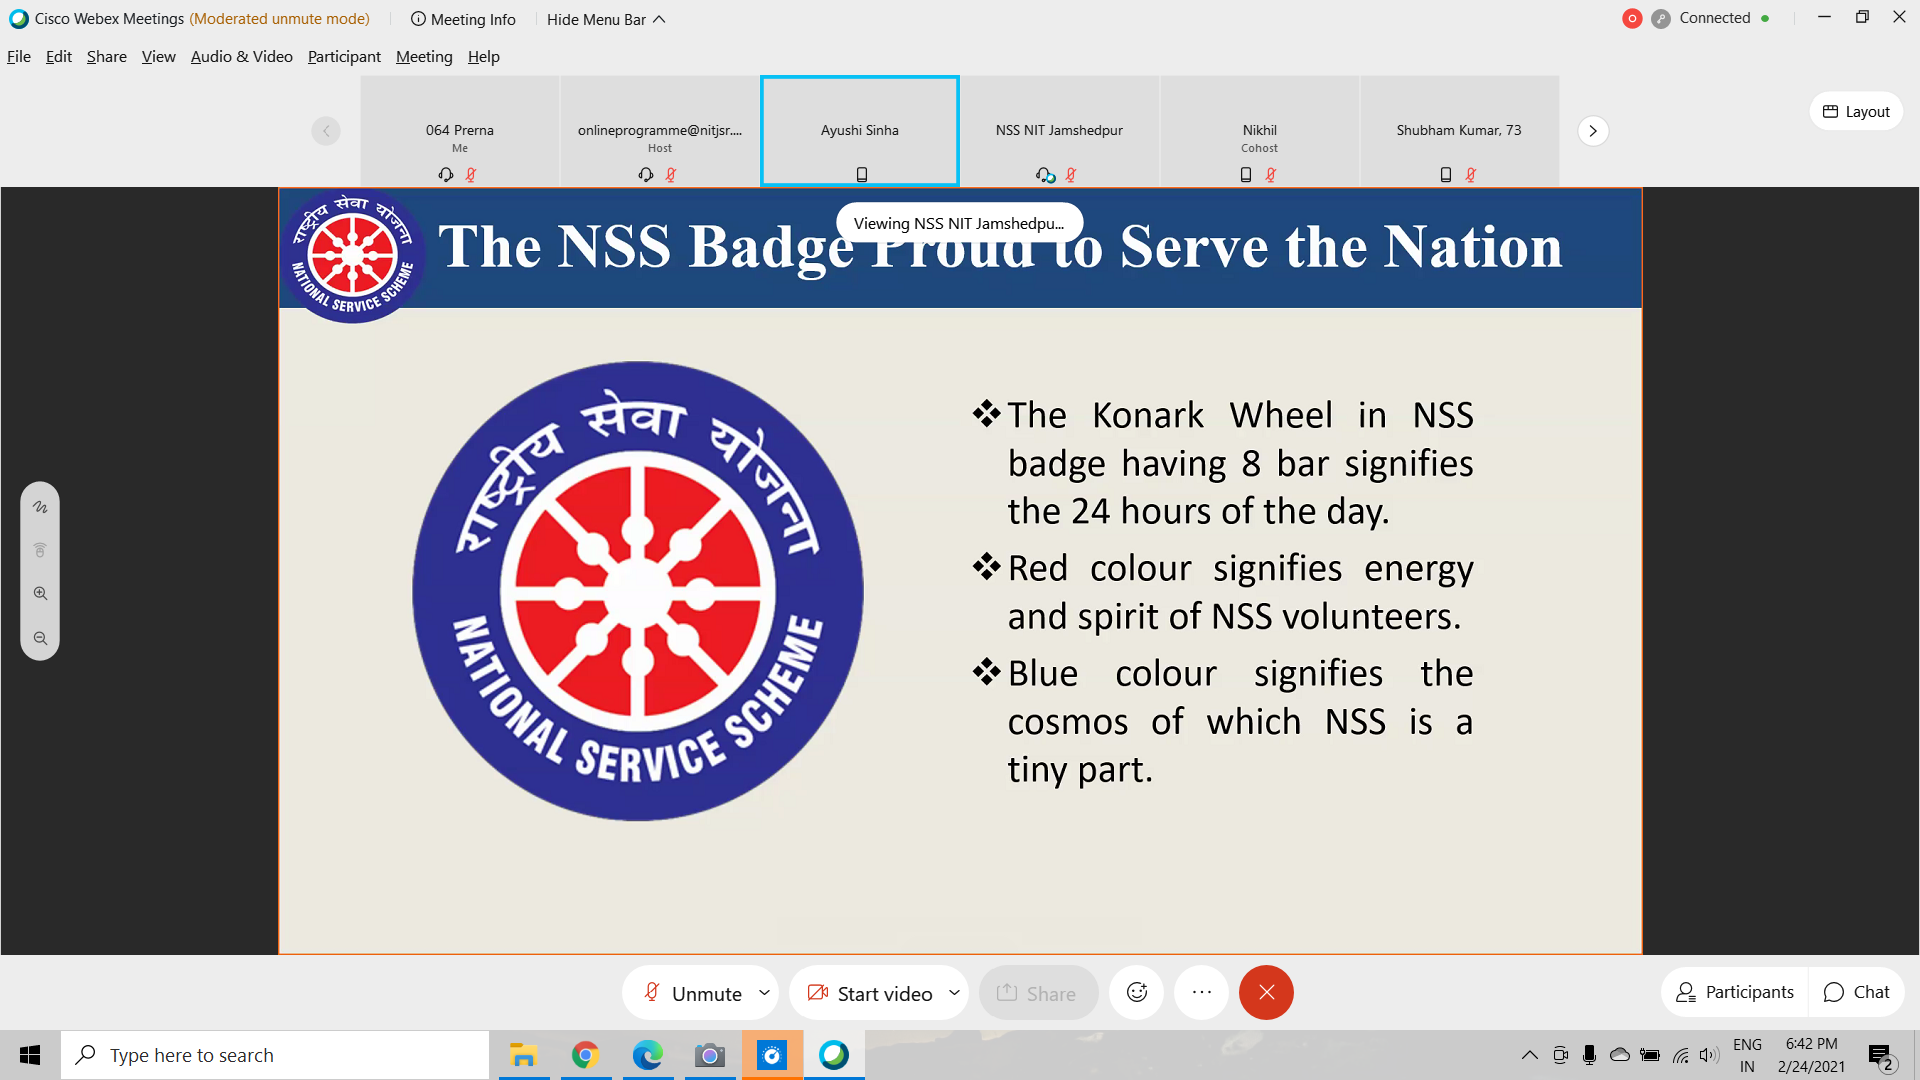 Cisco Webex Meetings (Moderated unmute mode) Meeting Info Hide Menu Bar Connected
File Edit Share View Audio & Video Participant Meeting Help
064 Prerna
Me
onlineprogramme@nitjsr....
Host
Ayushi Sinha
NSS NIT Jamshedpur
Nikhil
Cohost
Shubham Kumar, 73
Layout
राष्ट्रीय सेवा योजना
NATIONAL SERVICE SCHEME
Viewing NSS NIT Jamshedpu...
The NSS Badge Proud to Serve the Nation
राष्ट्रीय सेवा योजना
NATIONAL SERVICE SCHEME
❖The Konark Wheel in NSS
badge having 8 bar signifies
the 24 hours of the day.
❖Red colour signifies energy
and spirit of NSS volunteers.
❖Blue colour signifies the
cosmos of which NSS is a
tiny part.
Unmute Start video Share Participants Chat
Type here to search
ENG
IN
6:42 PM
2/24/2021
2